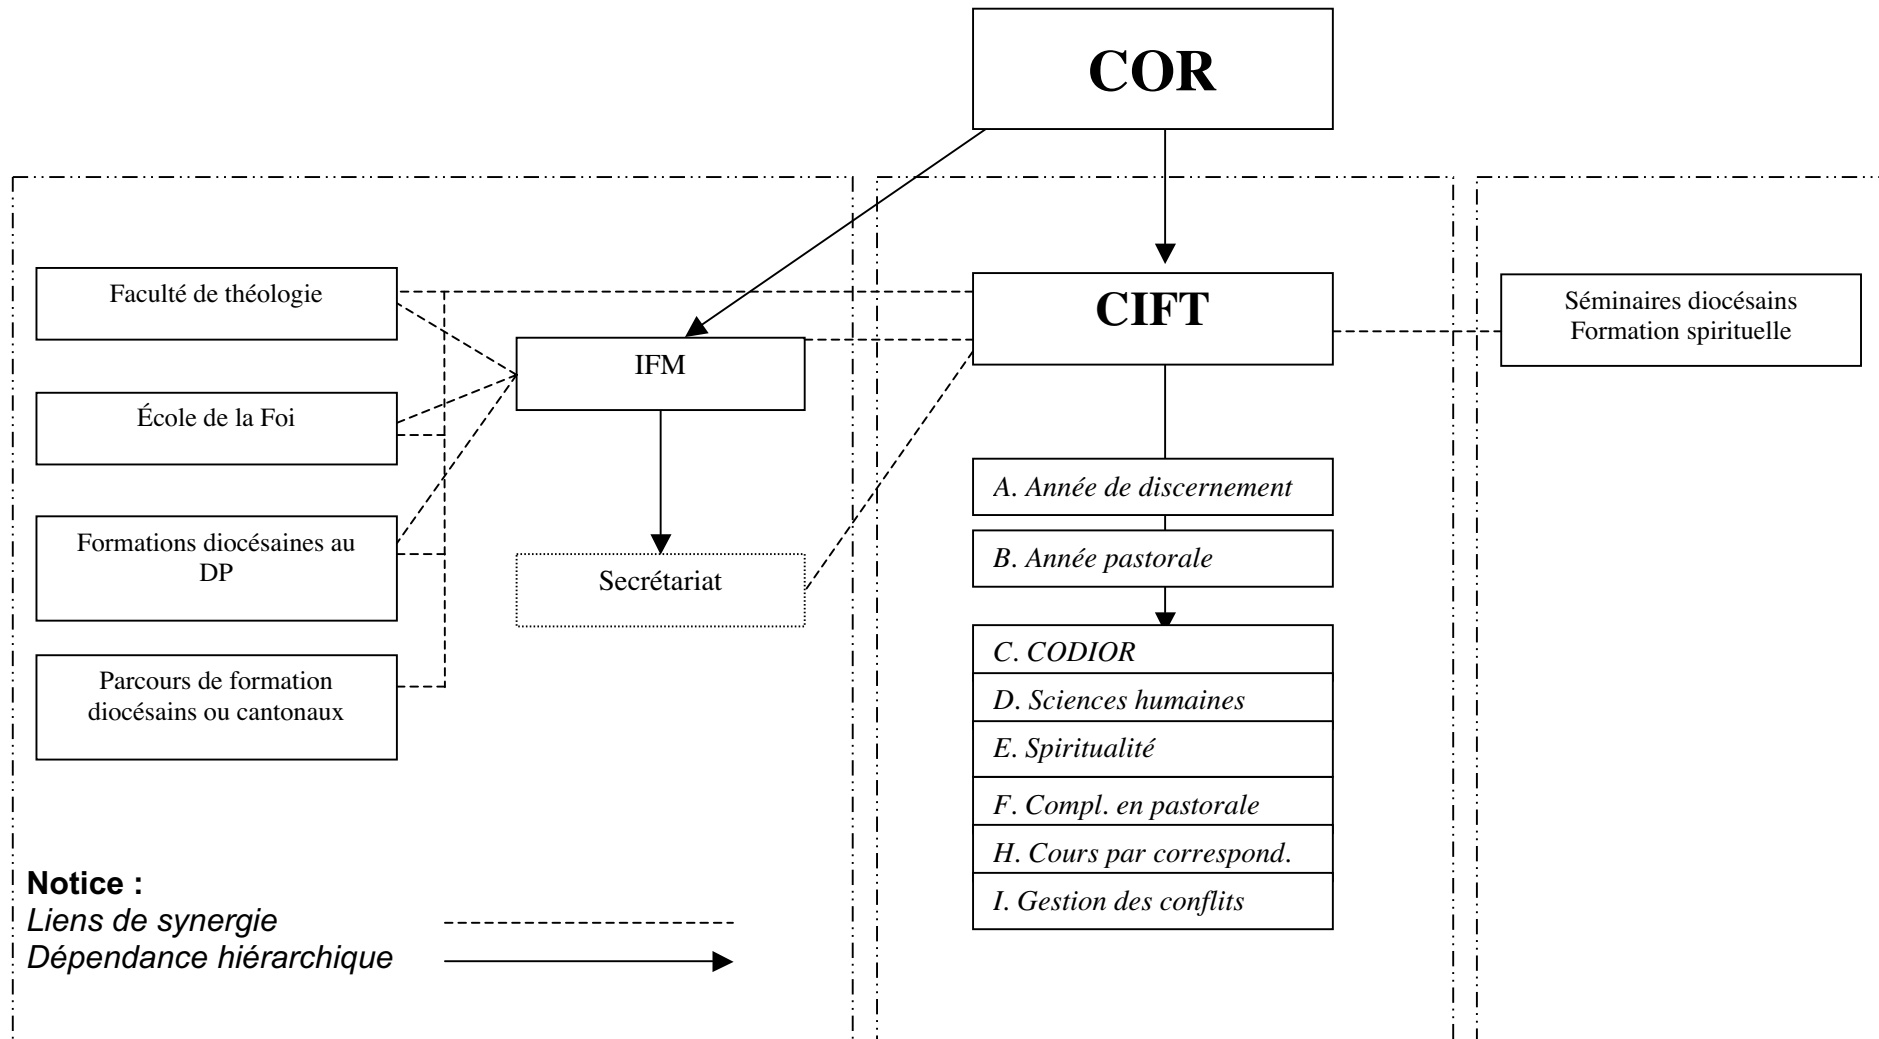 COR
Faculté de théologie
École de la Foi
Formations diocésaines au
DP
Parcours de formation
diocésains ou cantonaux
IFM
Secrétariat
CIFT
A. Année de discernement
B. Année pastorale
C. CODIOR
D. Sciences humaines
E. Spiritualité
F. Compl. en pastorale
H. Cours par correspond.
I. Gestion des conflits
Séminaires diocésains
Formation spirituelle
Notice :
Liens de synergie
Dépendance hiérarchique